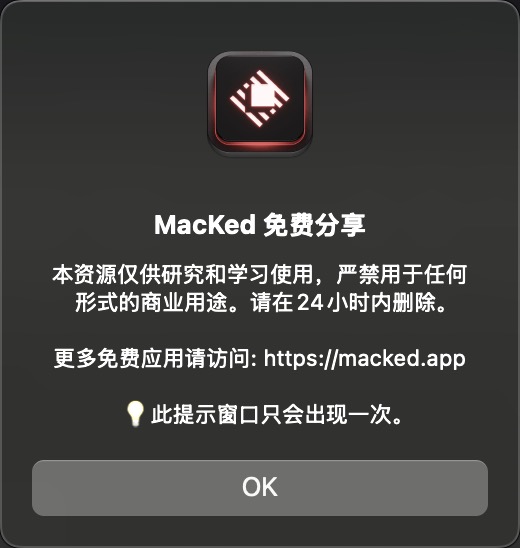 MacKed 免费分享
本资源仅供研究和学习使用，严禁用于任何
形式的商业用途。请在24小时内删除。
更多免费应用请访问: https://macked.app
💡此提示窗口只会出现一次。
OK